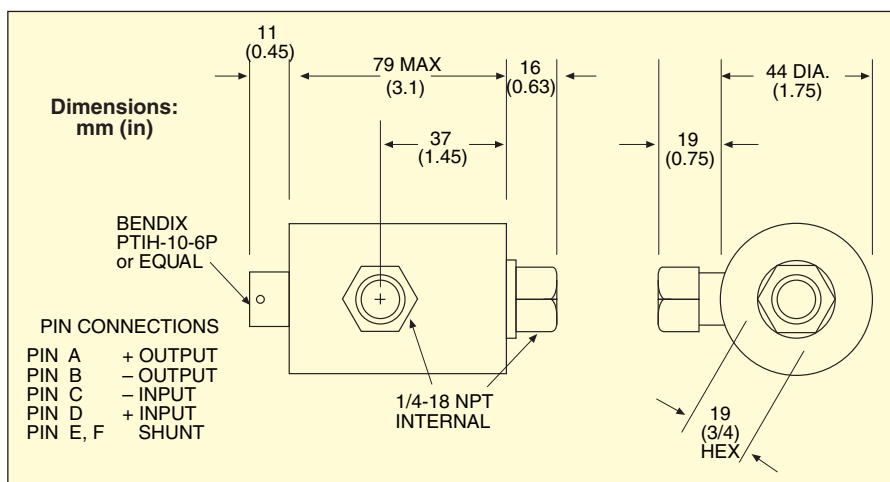 11
(0.45)
79 MAX
(3.1)
16
(0.63)
44 DIA.
(1.75)
Dimensions:
mm (in)
37
(1.45)
19
(0.75)
BENDIX
PTIH-10-6P
or EQUAL
PIN CONNECTIONS
PIN A + OUTPUT
PIN B – OUTPUT
PIN C – INPUT
PIN D + INPUT
PIN E, F SHUNT
1/4-18 NPT
INTERNAL
19
(3/4)
HEX